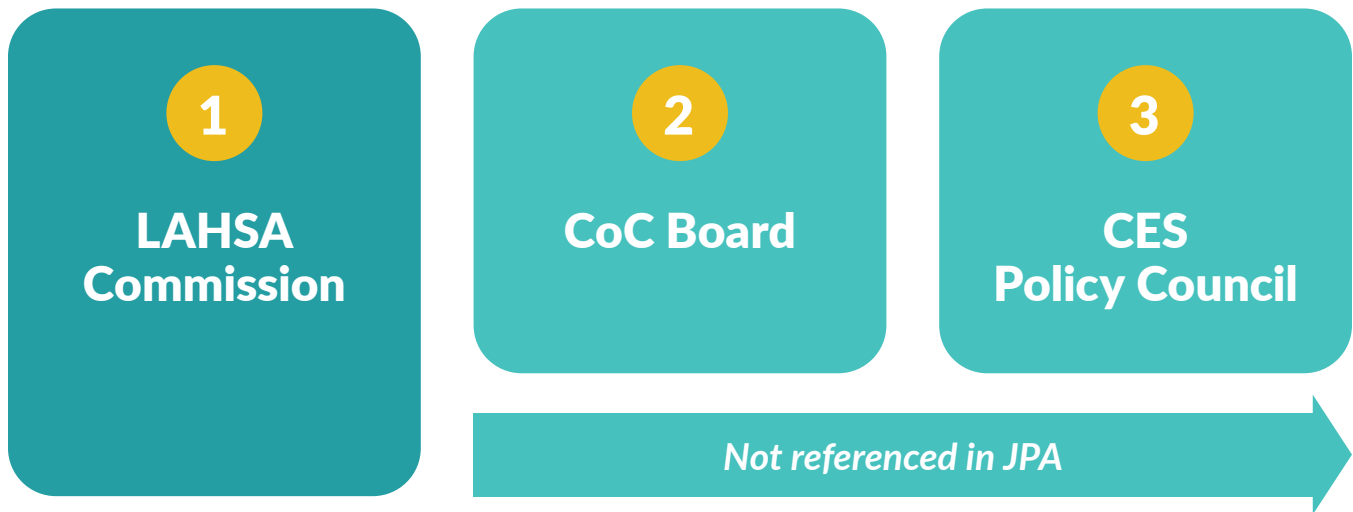 1
LAHSA
Commission
2
CoC Board
3
CES
Policy Council
Not referenced in JPA